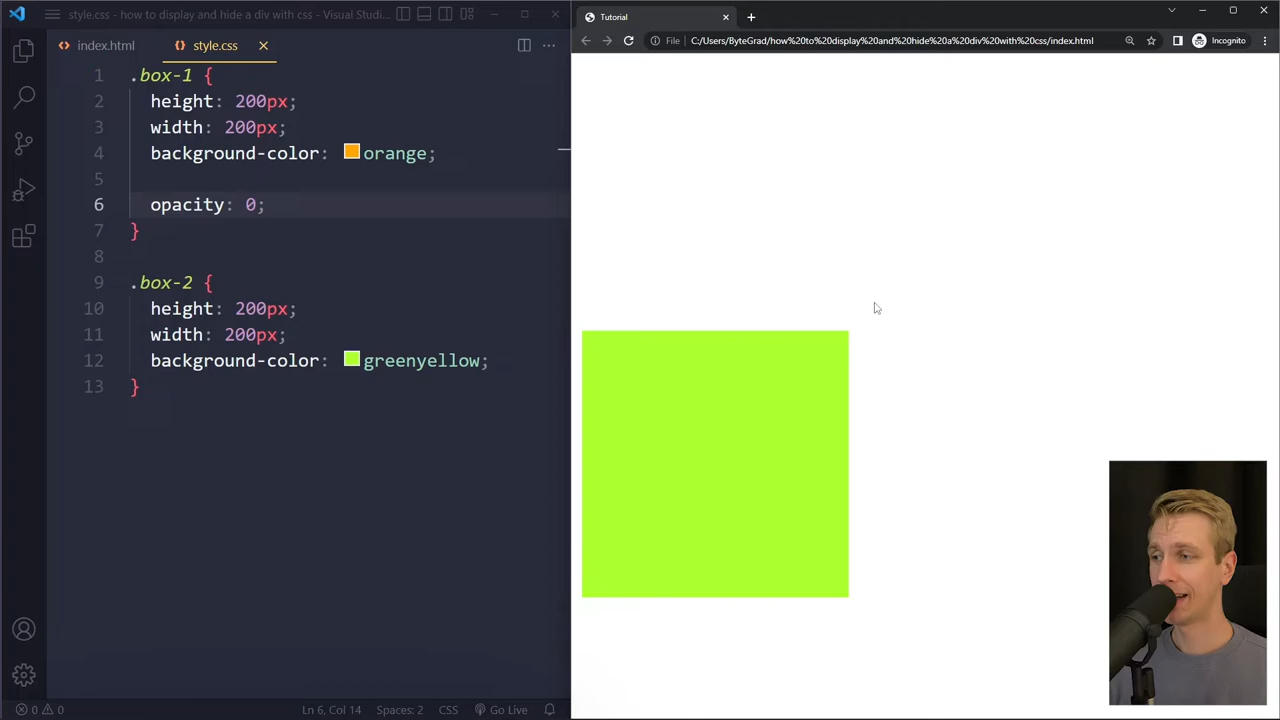 style.css - how to display and hide a div with css - Visual Studi...
index.html
style.css
1 .box-1 {
2 height: 200px;
3 width: 200px;
4 background-color: orange;
5
6 opacity: 0;
7 }
8
9 .box-2 {
10 height: 200px;
11 width: 200px;
12 background-color: greenyellow;
13 }
0 0
Ln 6, Col 14
Spaces: 2
CSS
Go Live
Tutorial
File
C:/Users/ByteGrad/how%20to%20display%20and%20hide%20a%20div%20with%20css/index.html
Incognito